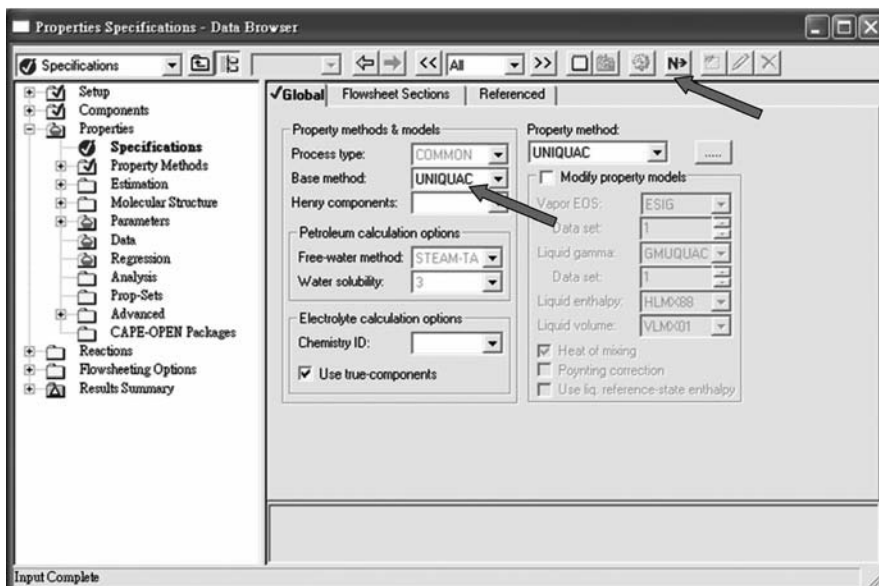 Properties Specifications - Data Browser
Specifications
<<
All
>>
N
Setup
Components
Properties
Specifications
Property Methods
Estimation
Molecular Structure
Parameters
Data
Regression
Analysis
Prop-Sets
Advanced
CAPE-OPEN Packages
Reactions
Flowsheeting Options
Results Summary
Global
Flowsheet Sections
Referenced
Property methods & models
Process type: COMMON
Base method: UNIQUAC
Henry components:
Petroleum calculation options
Free-water method: STEAM-TA
Water solubility: 3
Electrolyte calculation options
Chemistry ID:
Use true-components
Property method:
UNIQUAC
.....
Modify property models
Vapor EOS: ESIG
Data set: 1
Liquid gamma: GMUQUAC
Data set: 1
Liquid enthalpy: HLMX88
Liquid volume: VLMX01
Heat of mixing
Poynting correction
Use liq. reference-state enthalpy
Input Complete